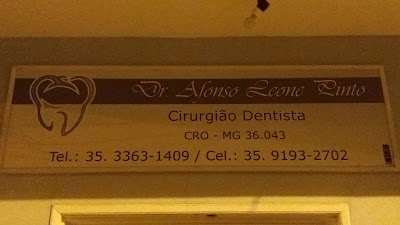 Dr. Afonso Leone Pinto
Cirurgião Dentista
CRO - MG 36.043
Tel.: 35. 3363-1409 / Cel.: 35. 9193-2702